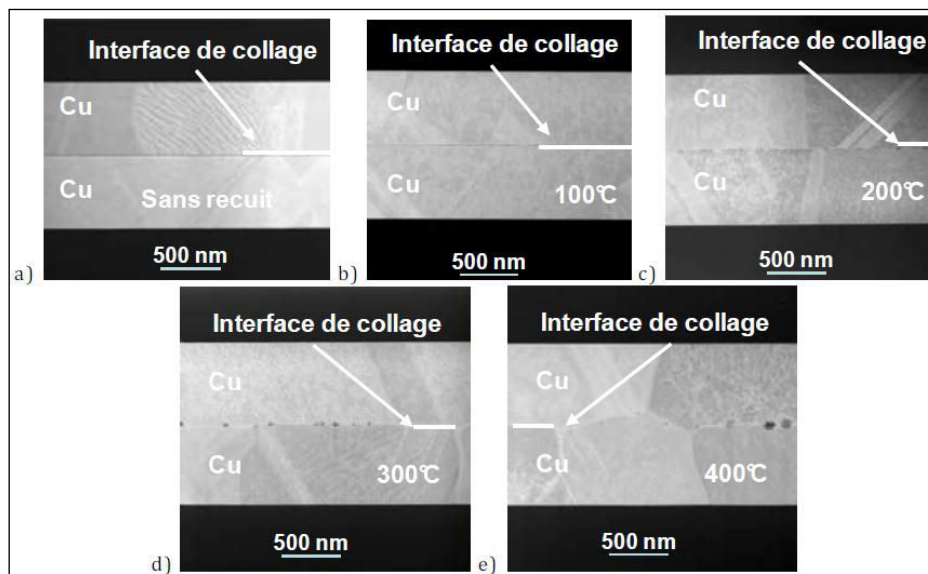 Interface de collage
Cu
Cu
Sans recuit
500 nm
a)
Interface de collage
Cu
Cu
100℃
500 nm
b)
Interface de collage
Cu
Cu
200℃
500 nm
c)
Interface de collage
Cu
Cu
300℃
500 nm
d)
Interface de collage
Cu
Cu
400℃
500 nm
e)